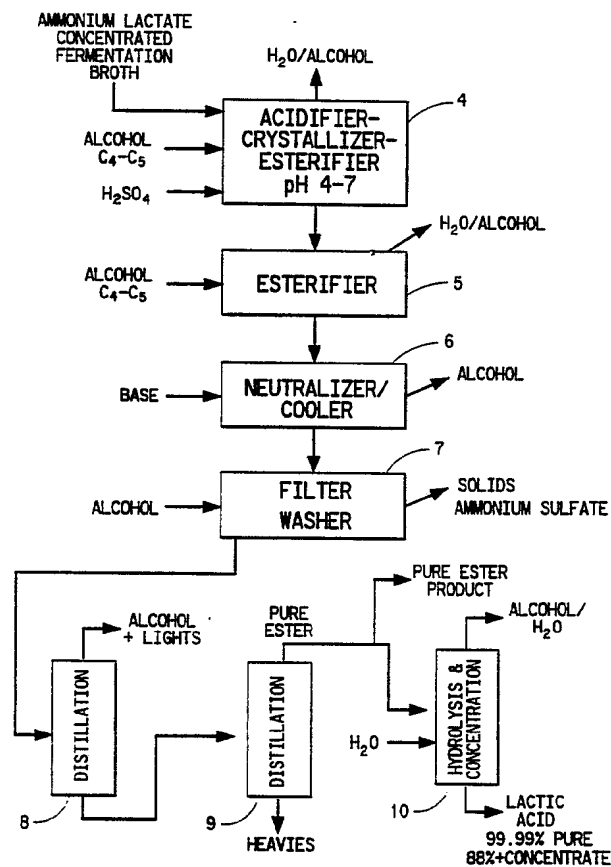 AMMONIUM LACTATE
CONCENTRATED
FERMENTATION
BROTH
H₂O/ALCOHOL
4
ACIDIFIER-
CRYSTALLIZER-
ESTERIFIER
pH 4-7
ALCOHOL
C₄-C₅
H₂SO₄
H₂O/ALCOHOL
ALCOHOL
C₄-C₅
ESTERIFIER
5
6
BASE
NEUTRALIZER/
COOLER
ALCOHOL
7
ALCOHOL
FILTER
WASHER
SOLIDS
AMMONIUM SULFATE
PURE ESTER
PRODUCT
ALCOHOL
+ LIGHTS
PURE
ESTER
ALCOHOL/
H₂O
DISTILLATION
DISTILLATION
HYDROLYSIS &
CONCENTRATION
H₂O
8
9
10
HEAVIES
LACTIC
ACID
99.99% PURE
88%+CONCENTRATE